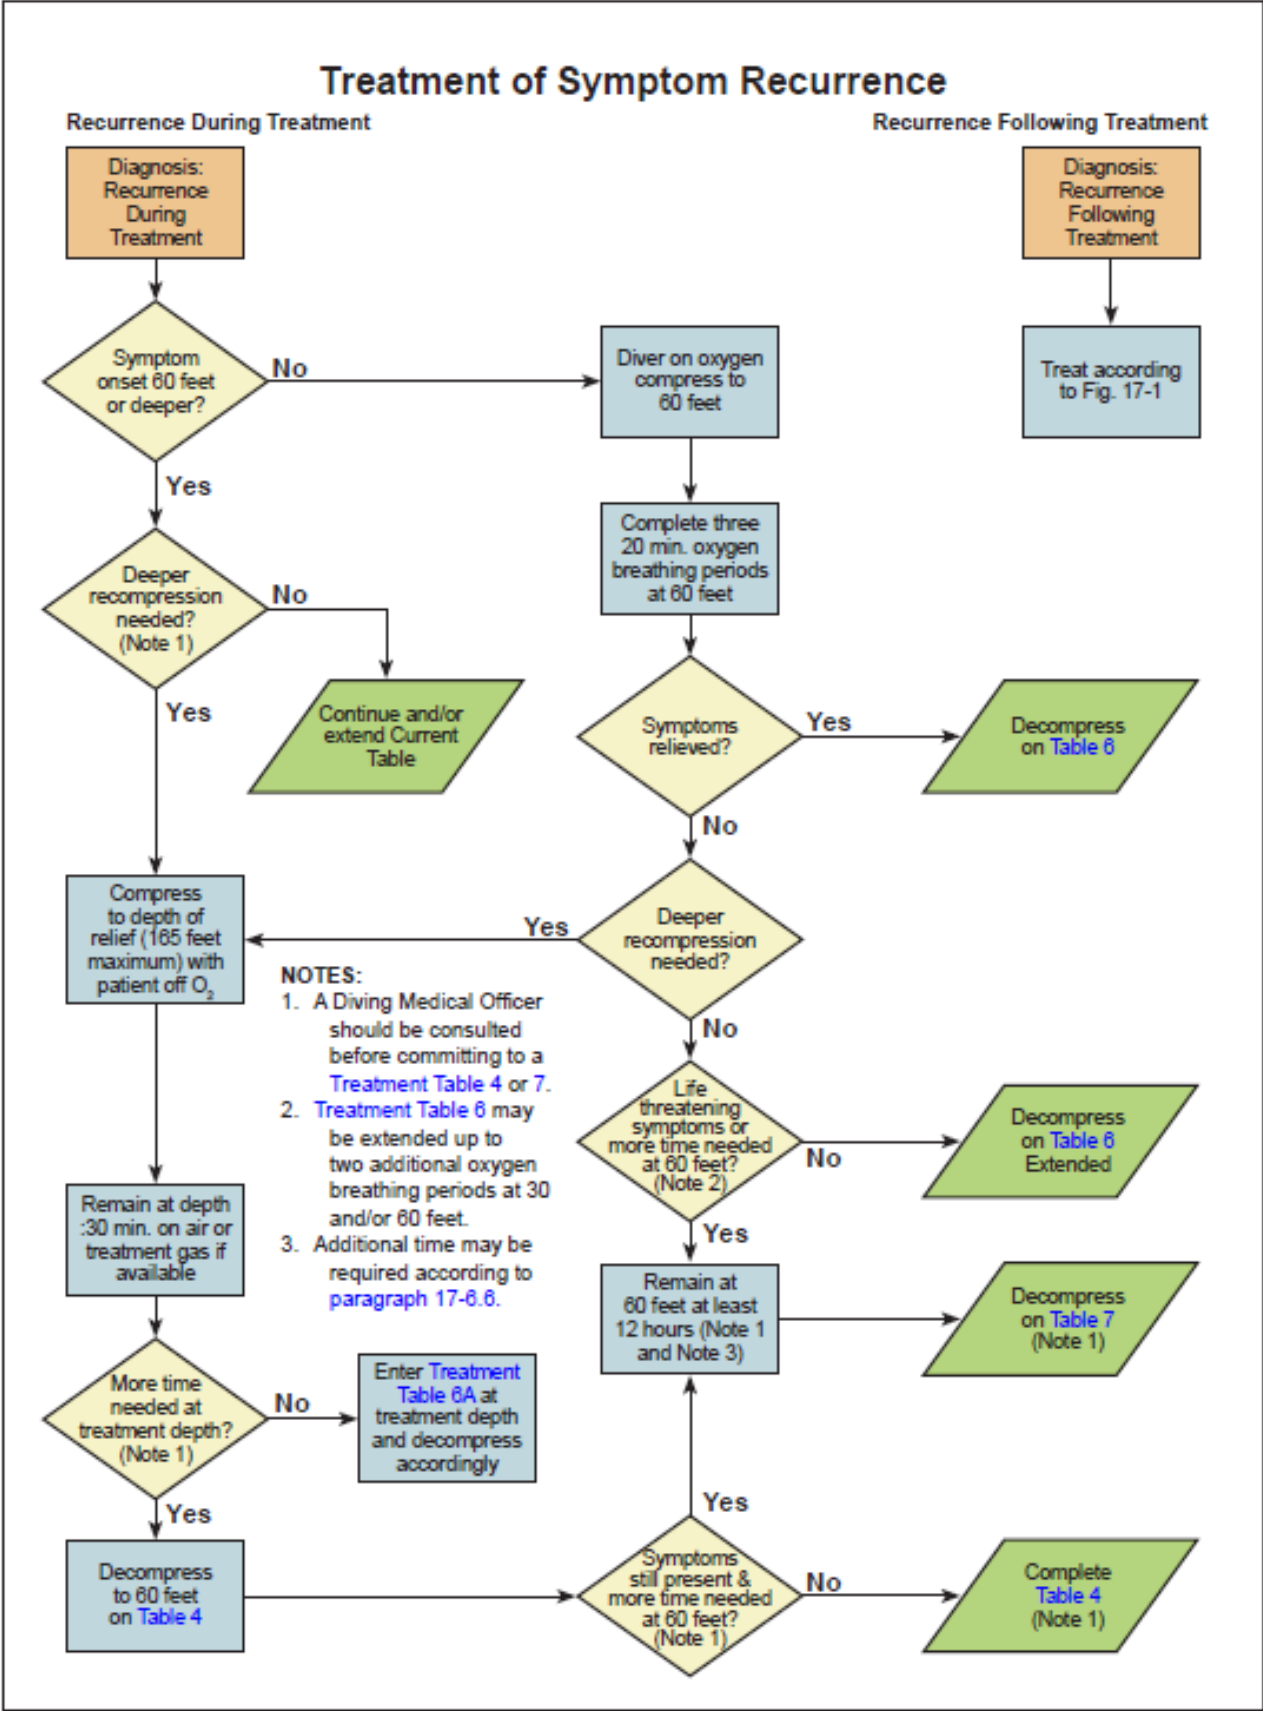 Treatment of Symptom Recurrence
Recurrence During Treatment
Recurrence Following Treatment
Diagnosis:
Recurrence
During
Treatment
Diagnosis:
Recurrence
Following
Treatment
Symptom
onset 60 feet
or deeper?
No
Diver on oxygen
compress to
60 feet
Treat according
to Fig. 17-1
Yes
Complete three
20 min. oxygen
breathing periods
at 60 feet
Deeper
recompression
needed?
(Note 1)
No
Yes
Continue and/or
extend Current
Table
Symptoms
relieved?
Yes
Decompress
on Table 6
No
Compress
to depth of
relief (165 feet
maximum) with
patient off O2
Yes
Deeper
recompression
needed?
No
NOTES:
1. A Diving Medical Officer
should be consulted
before committing to a
Treatment Table 4 or 7.
2. Treatment Table 6 may
be extended up to
two additional oxygen
breathing periods at 30
and/or 60 feet.
3. Additional time may be
required according to
paragraph 17-6.6.
Life
threatening
symptoms or
more time needed
at 60 feet?
(Note 2)
No
Decompress
on Table 6
Extended
Yes
Remain at depth
:30 min. on air or
treatment gas if
available
Remain at
60 feet at least
12 hours (Note 1
and Note 3)
Decompress
on Table 7
(Note 1)
More time
needed at
treatment depth?
(Note 1)
No
Enter Treatment
Table 6A at
treatment depth
and decompress
accordingly
Yes
Yes
Decompress
to 60 feet
on Table 4
Symptoms
still present &
more time needed
at 60 feet?
(Note 1)
No
Complete
Table 4
(Note 1)